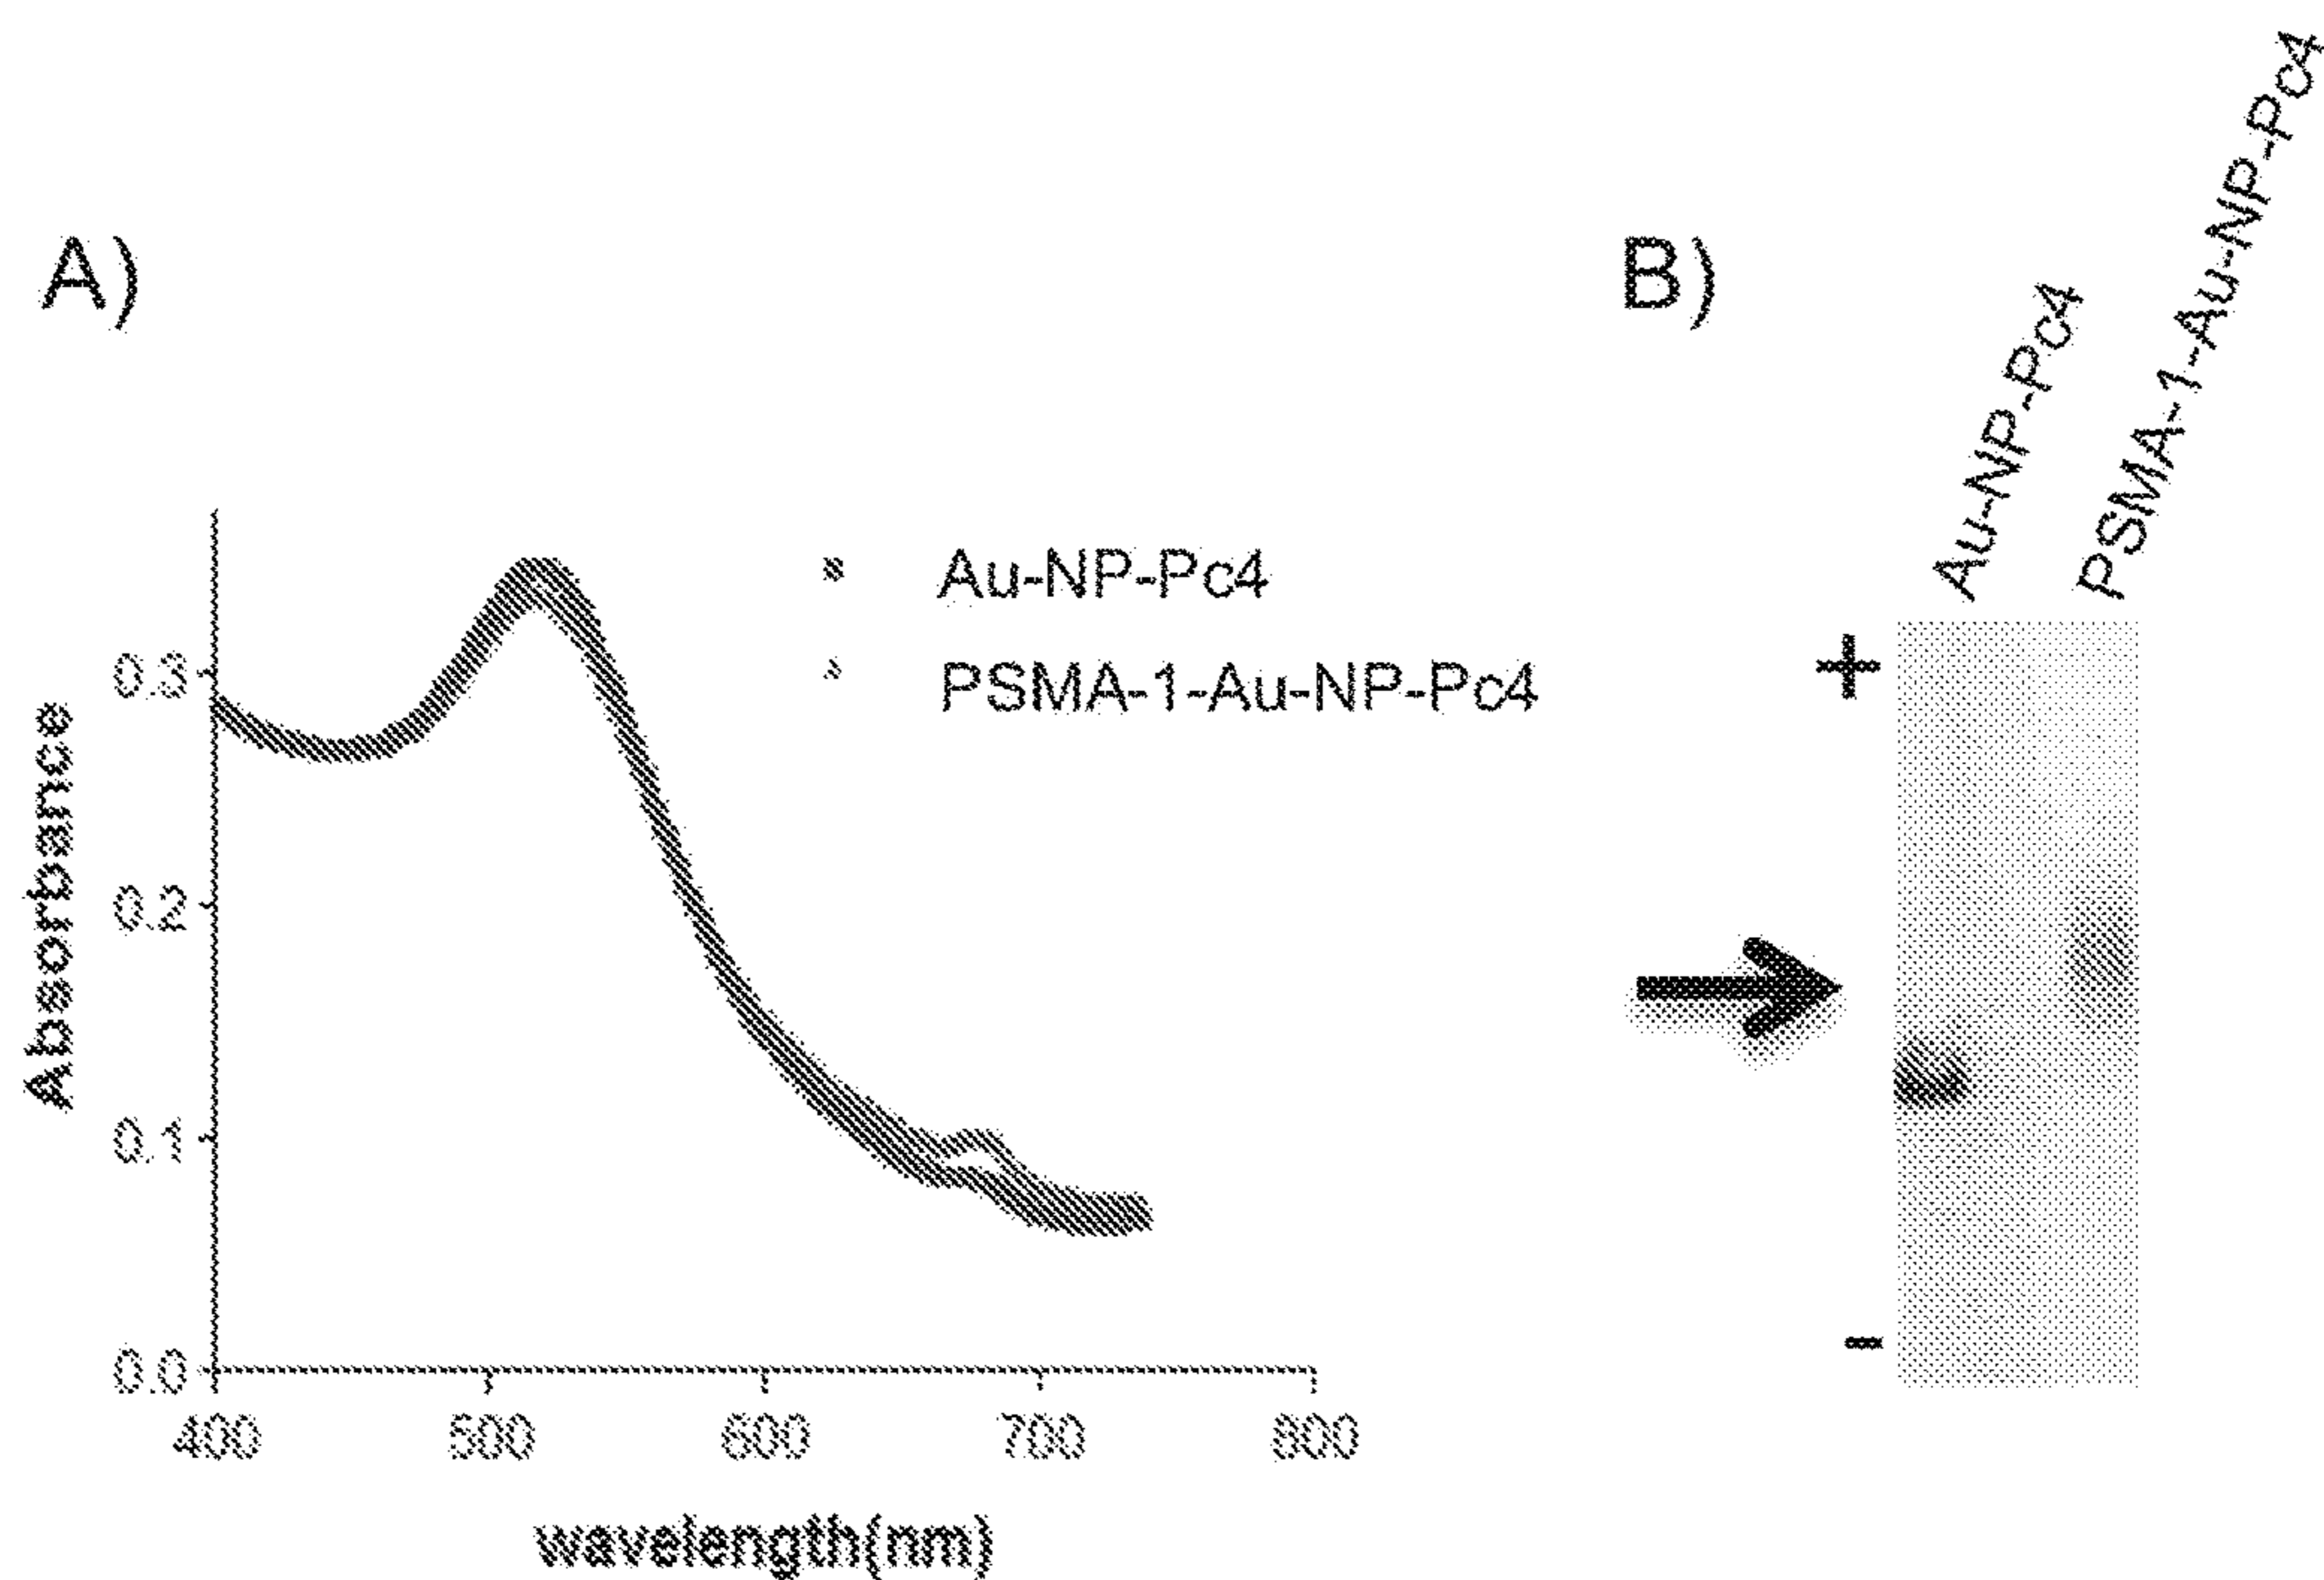 A)
B)
Au-NP-Pc4
PSMA-1-Au-NP-Pc4
Au-NP-Pc4
PSMA-1-Au-NP-Pc4
Absorbance
0.3
0.2
0.1
0.0
400 500 600 700 800
wavelength(nm)
+
-